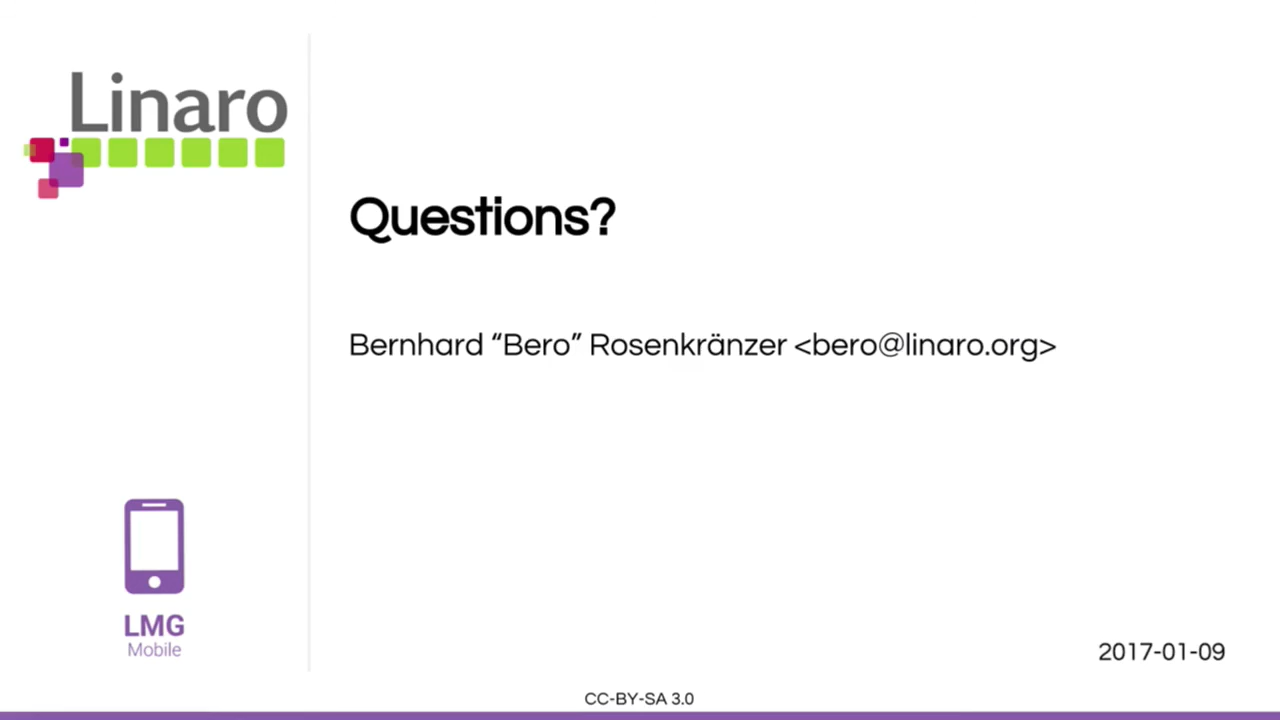 Linaro
Questions?
Bernhard “Bero” Rosenkränzer <bero@linaro.org>
LMG
Mobile
2017-01-09
CC-BY-SA 3.0